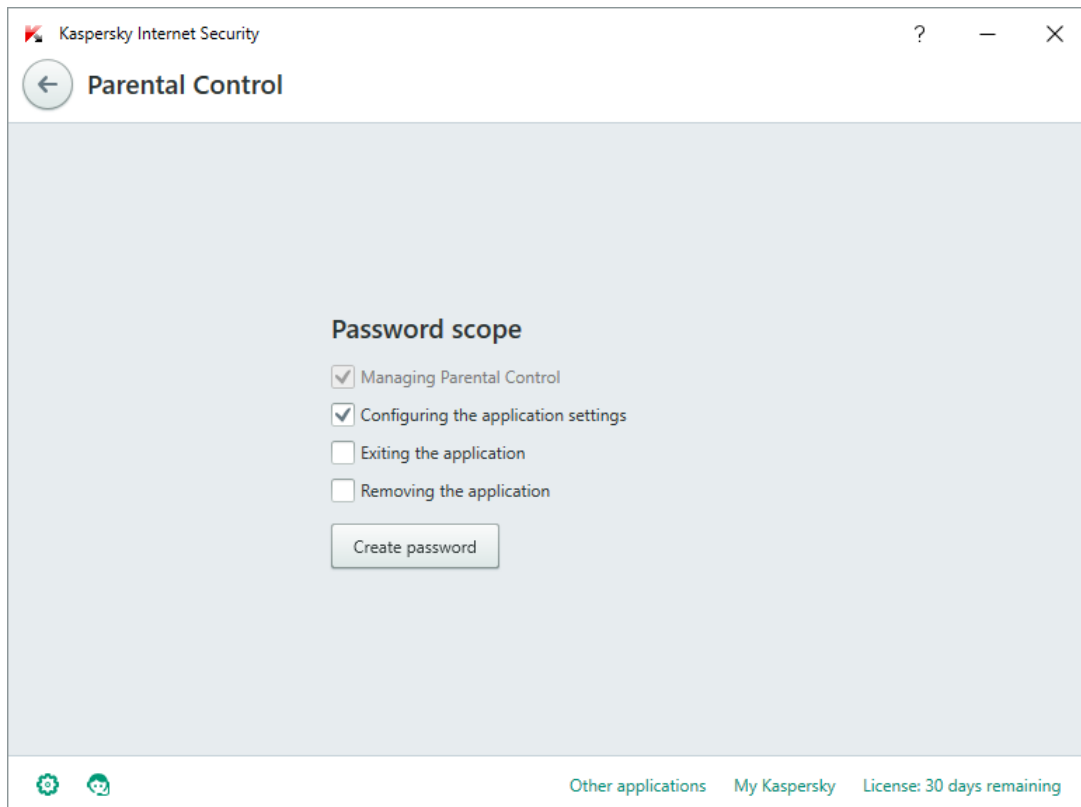 Kaspersky Internet Security
?
Parental Control
Password scope
Managing Parental Control
Configuring the application settings
Exiting the application
Removing the application
Create password
Other applications My Kaspersky License: 30 days remaining